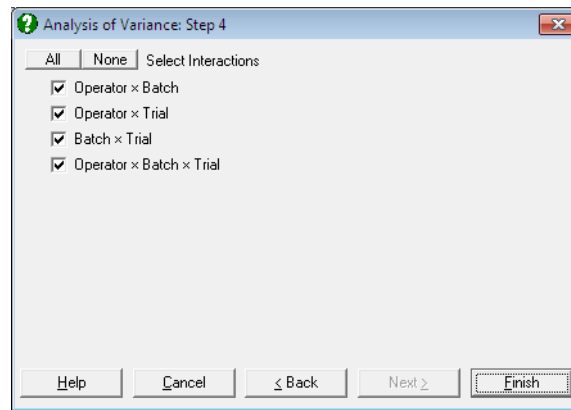 Analysis of Variance: Step 4
All None Select Interactions
Operator × Batch
Operator × Trial
Batch × Trial
Operator × Batch × Trial
Help Cancel < Back Next > Finish